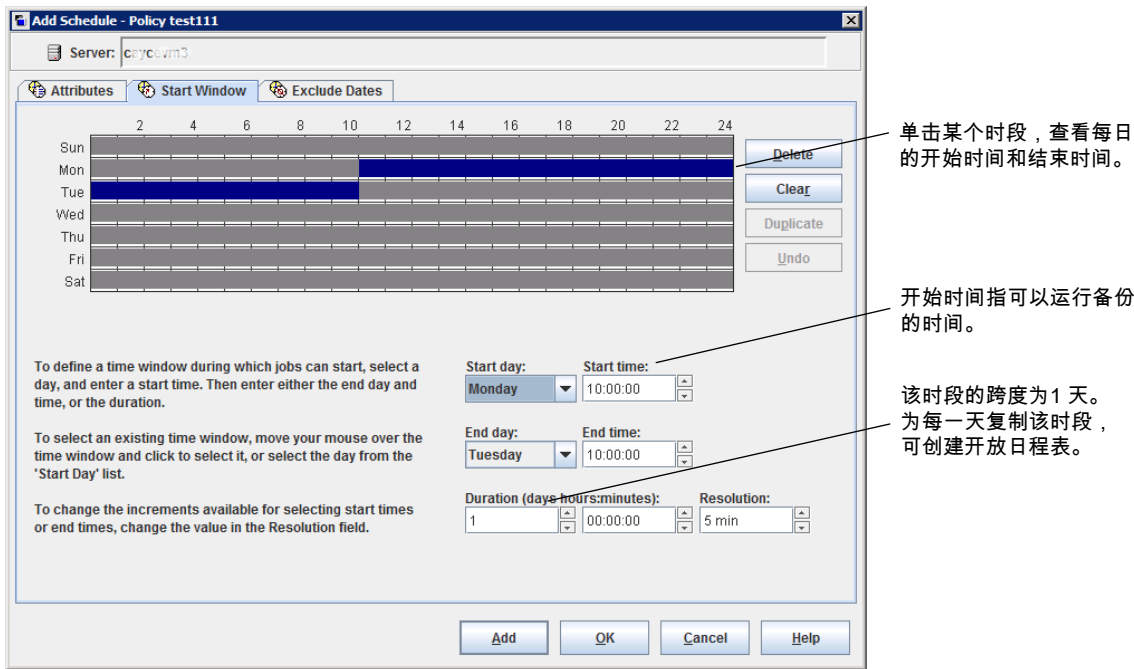 Add Schedule - Policy test111
Server:
Attributes
Start Window
Exclude Dates
2 4 6 8 10 12 14 16 18 20 22 24
Sun
Mon
Tue
Wed
Thu
Fri
Sat
Delete
Clear
Duplicate
Undo
单击某个时段，查看每日
的开始时间和结束时间。
开始时间指可以运行备份
的时间。
该时段的跨度为1 天。
为每一天复制该时段，
可创建开放日程表。
To define a time window during which jobs can start, select a
day, and enter a start time. Then enter either the end day and
time, or the duration.
To select an existing time window, move your mouse over the
time window and click to select it, or select the day from the
'Start Day' list.
To change the increments available for selecting start times
or end times, change the value in the Resolution field.
Start day: Start time:
Monday 10:00:00
End day: End time:
Tuesday 10:00:00
Duration (days hours:minutes): Resolution:
1 00:00:00 5 min
Add OK Cancel Help